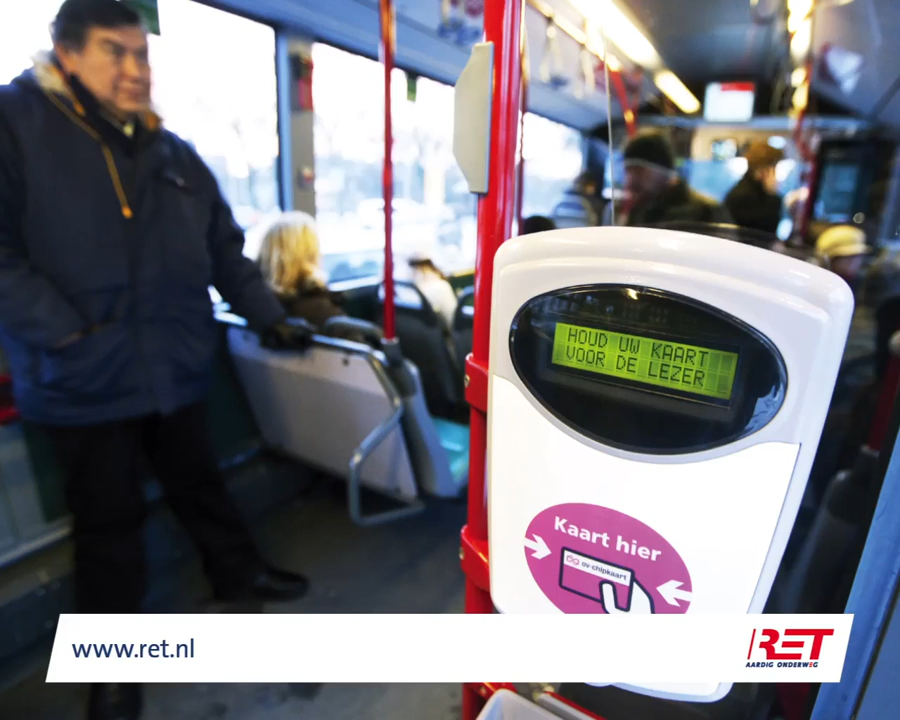 HOUD UW KAART
VOOR DE LEZER
Kaart hier
ov-chipkaart
www.ret.nl
RET
AARDIG ONDERWEG